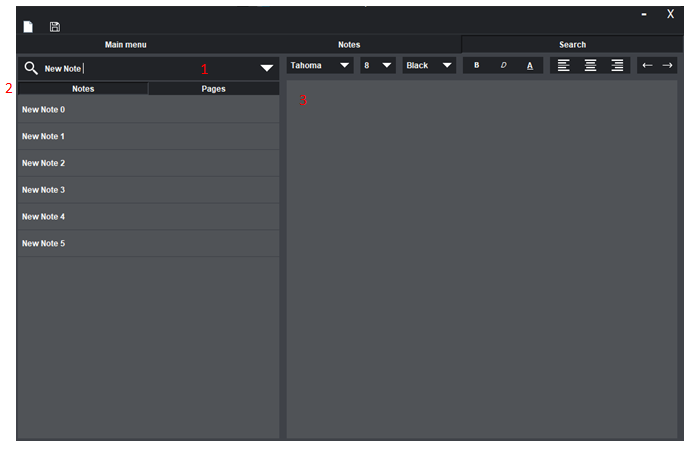 - X
Main menu Notes Search
New Note 1 Tahoma 8 Black B D A ← →
2 Notes Pages
3
New Note 0
New Note 1
New Note 2
New Note 3
New Note 4
New Note 5